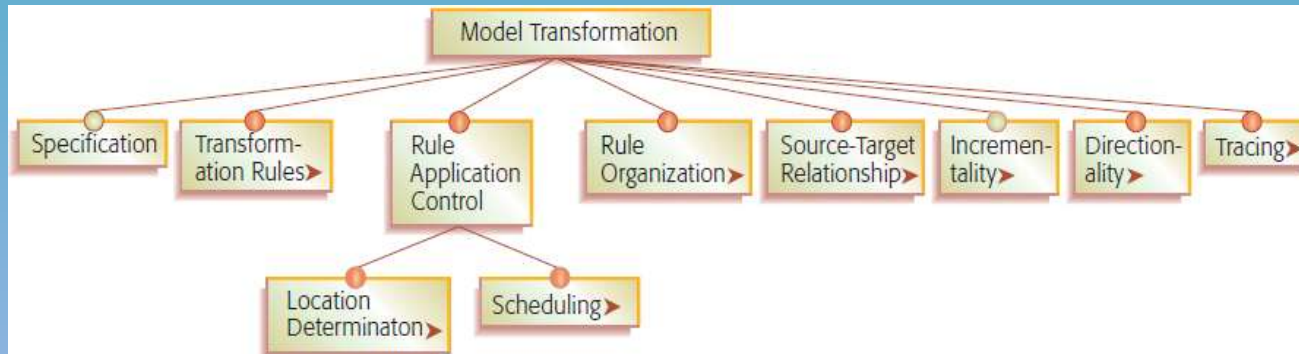 Model Transformation
Specification
Transform-
ation Rules➤
Rule
Application
Control
Rule
Organization➤
Source-Target
Relationship➤
Incremen-
tality➤
Direction-
ality➤
Tracing➤
Location
Determinaton➤
Scheduling➤